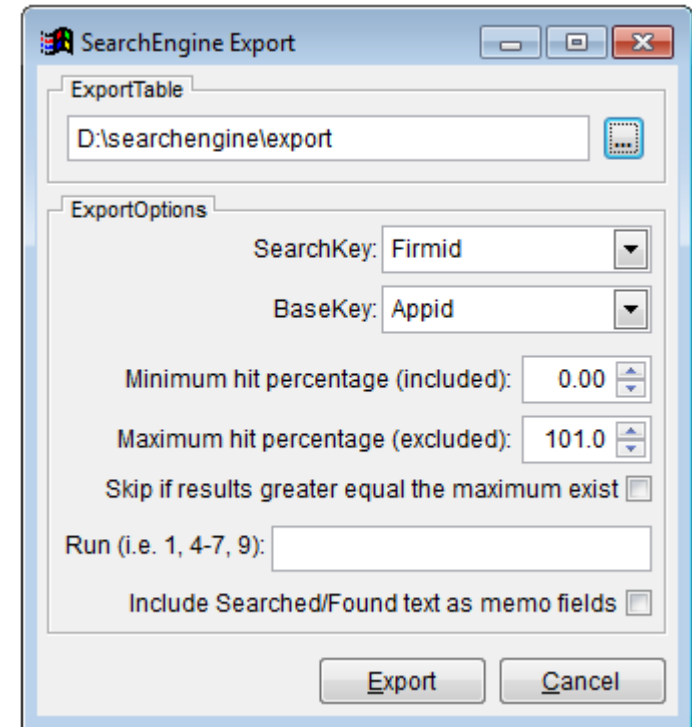 SearchEngine Export
ExportTable
D:\searchengine\export
...
ExportOptions
SearchKey: Firmid
BaseKey: Appid
Minimum hit percentage (included): 0.00
Maximum hit percentage (excluded): 101.0
Skip if results greater equal the maximum exist
Run (i.e. 1, 4-7, 9):
Include Searched/Found text as memo fields
Export Cancel